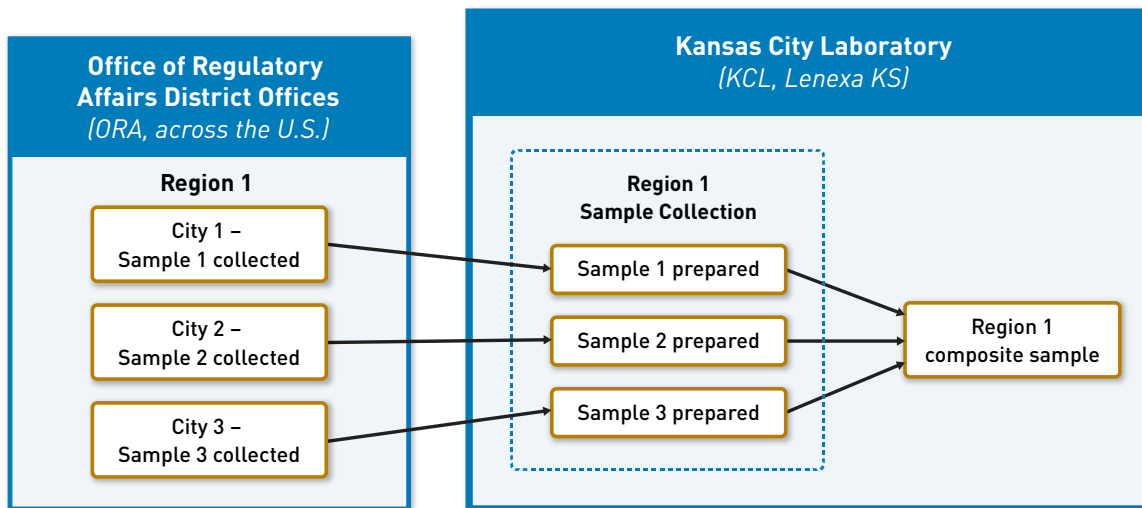 Office of Regulatory
Affairs District Offices
(ORA, across the U.S.)
Region 1
City 1 –
Sample 1 collected
City 2 –
Sample 2 collected
City 3 –
Sample 3 collected
Kansas City Laboratory
(KCL, Lenexa KS)
Region 1
Sample Collection
Sample 1 prepared
Sample 2 prepared
Sample 3 prepared
Region 1
composite sample